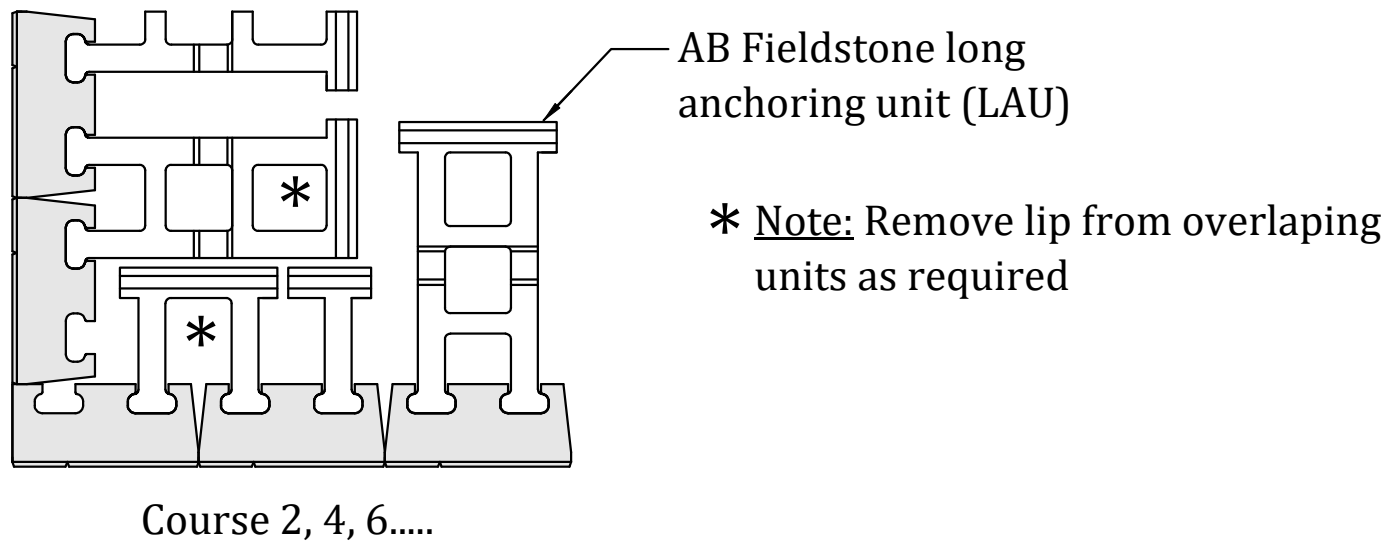 AB Fieldstone long
anchoring unit (LAU)
*
* Note: Remove lip from overlaping
units as required
*
Course 2, 4, 6.....